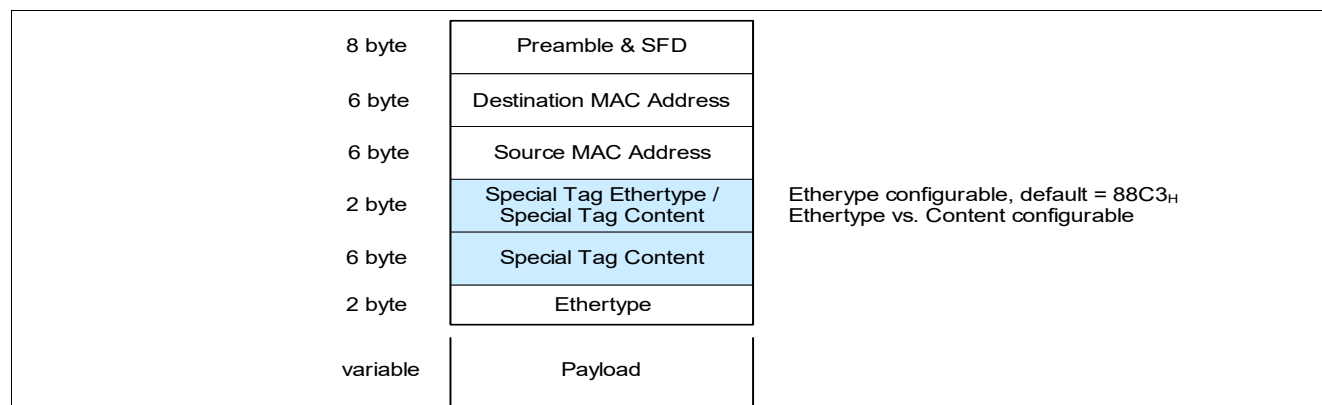 8 byte Preamble & SFD
6 byte Destination MAC Address
6 byte Source MAC Address
2 byte Special Tag Ethertype /
Special Tag Content
Etherype configurable, default = 88C3H
Ethertype vs. Content configurable
6 byte Special Tag Content
2 byte Ethertype
variable Payload